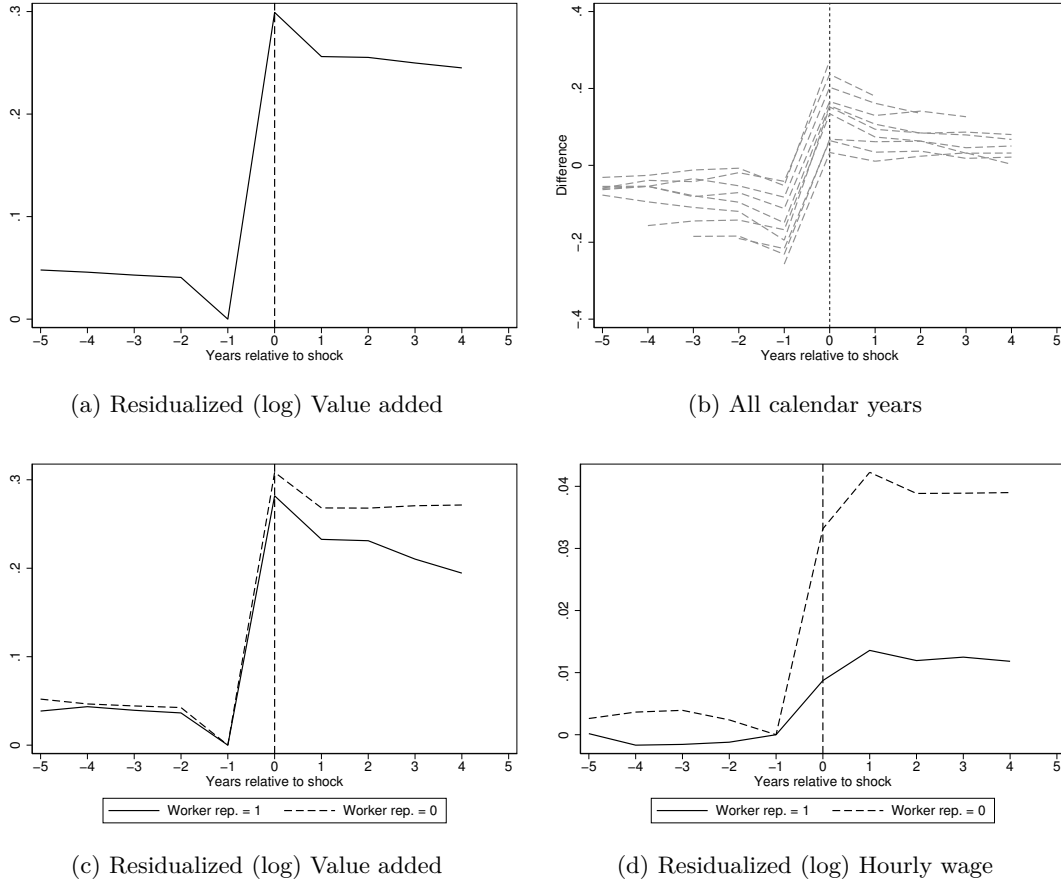 .3
.2
.1
0
−5 −4 −3 −2 −1 0 1 2 3 4 5
Years relative to shock
(a) Residualized (log) Value added
.4
.2
0
−.2
−.4
Difference
−5 −4 −3 −2 −1 0 1 2 3 4 5
Years relative to shock
(b) All calendar years
.3
.2
.1
0
−5 −4 −3 −2 −1 0 1 2 3 4 5
Years relative to shock
Worker rep. = 1 Worker rep. = 0
(c) Residualized (log) Value added
.04
.03
.02
.01
0
−5 −4 −3 −2 −1 0 1 2 3 4 5
Years relative to shock
Worker rep. = 1 Worker rep. = 0
(d) Residualized (log) Hourly wage